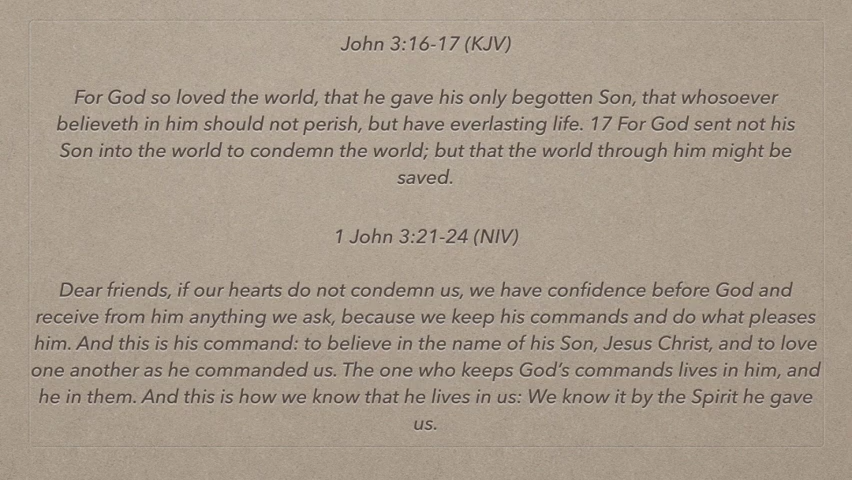 John 3:16-17 (KJV)
For God so loved the world, that he gave his only begotten Son, that whosoever
believeth in him should not perish, but have everlasting life. 17 For God sent not his
Son into the world to condemn the world; but that the world through him might be
saved.
1 John 3:21-24 (NIV)
Dear friends, if our hearts do not condemn us, we have confidence before God and
receive from him anything we ask, because we keep his commands and do what pleases
him. And this is his command: to believe in the name of his Son, Jesus Christ, and to love
one another as he commanded us. The one who keeps God's commands lives in him, and
he in them. And this is how we know that he lives in us: We know it by the Spirit he gave
us.